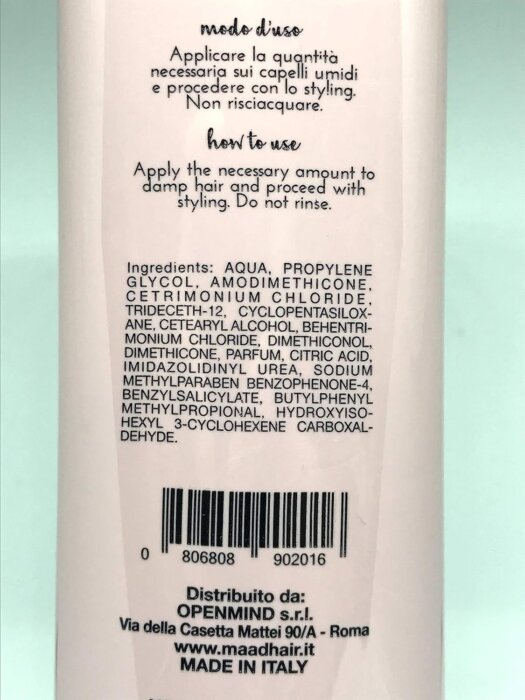 modo d'uso
Applicare la quantità
necessaria sui capelli umidi
e procedere con lo styling.
Non risciacquare.
how to use
Apply the necessary amount to
damp hair and proceed with
styling. Do not rinse.
Ingredients: AQUA, PROPYLENE
GLYCOL, AMODIMETHICONE,
CETRIMONIUM CHLORIDE,
TRIDECETH-12, CYCLOPENTASILOX-
ANE, CETEARYL ALCOHOL, BEHENTRI-
MONIUM CHLORIDE, DIMETHICONOL,
DIMETHICONE, PARFUM, CITRIC ACID,
IMIDAZOLIDINYL UREA, SODIUM
METHYLPARABEN BENZOPHENONE-4,
BENZYLSALICYLATE, BUTYLPHENYL
METHYLPROPIONAL, HYDROXYISO-
HEXYL 3-CYCLOHEXENE CARBOXAL-
DEHYDE.
0 806808 902016
Distribuito da:
OPENMIND s.r.l.
Via della Casetta Mattei 90/A - Roma
www.maadhair.it
MADE IN ITALY